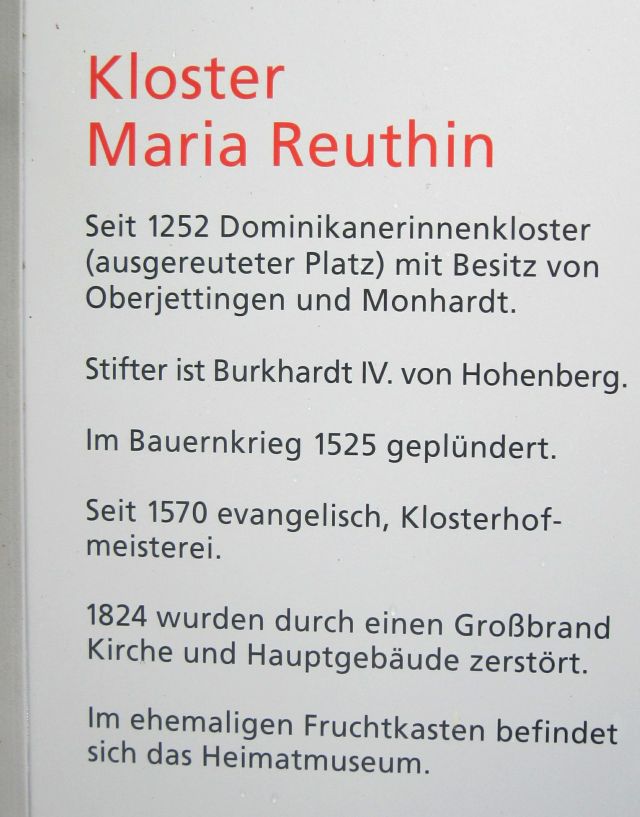 Kloster
Maria Reuthin
Seit 1252 Dominikanerinnenkloster
(ausgereuteter Platz) mit Besitz von
Oberjettingen und Monhardt.
Stifter ist Burkhardt IV. von Hohenberg.
Im Bauernkrieg 1525 geplündert.
Seit 1570 evangelisch, Klosterhof-
meisterei.
1824 wurden durch einen Großbrand
Kirche und Hauptgebäude zerstört.
Im ehemaligen Fruchtkasten befindet
sich das Heimatmuseum.